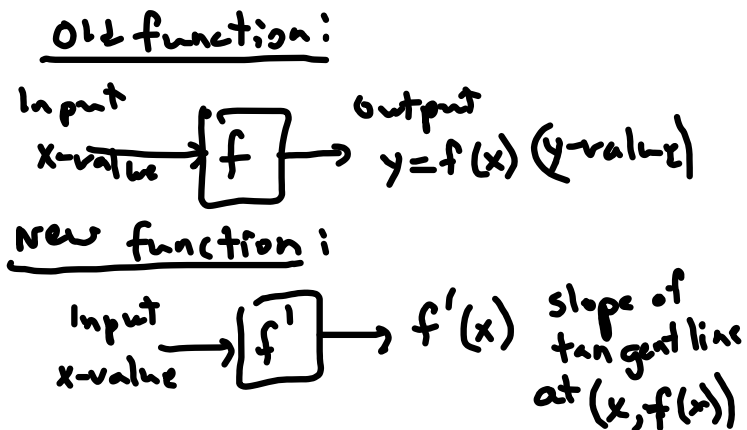 Old function:
Input
x-value
f
output
y=f(x) (y-value)
New function:
Input
x-value
f'
f'(x)
slope of
tangent line
at (x, f(x))